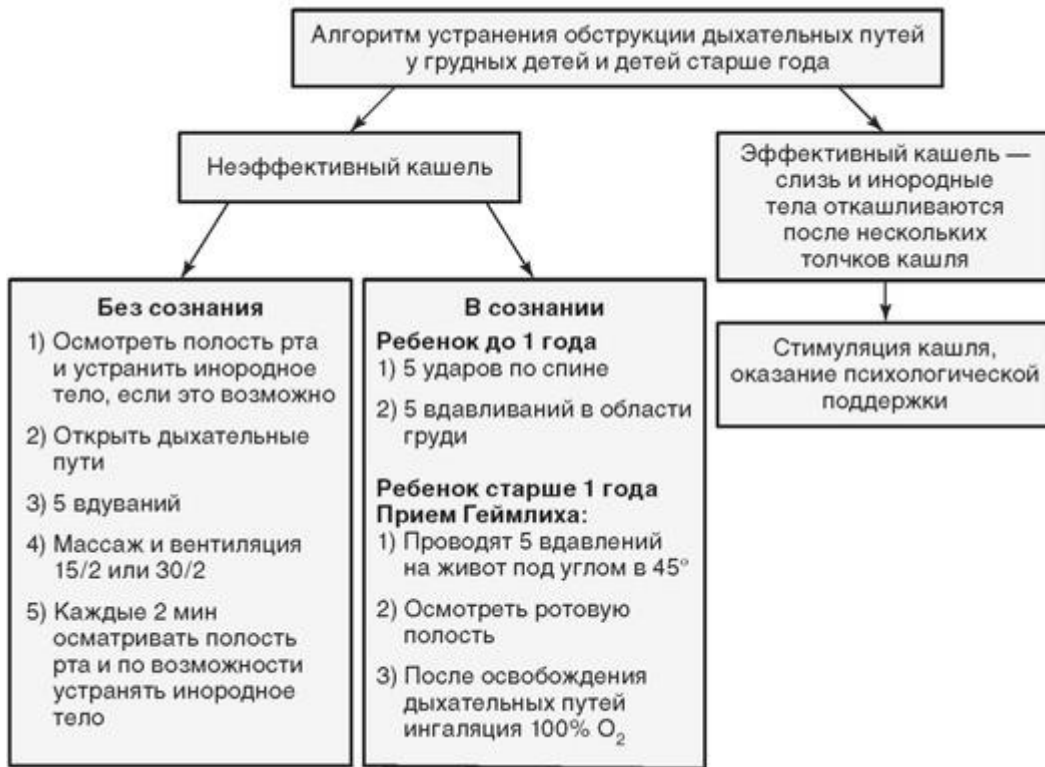 Алгоритм устранения обструкции дыхательных путей
у грудных детей и детей старше года
Неэффективный кашель
Эффективный кашель —
слизь и инородные
тела откашливаются
после нескольких
толчков кашля
Без сознания
1) Осмотреть полость рта
и устранить инородное
тело, если это возможно
2) Открыть дыхательные
пути
3) 5 вдуваний
4) Массаж и вентиляция
15/2 или 30/2
5) Каждые 2 мин
осматривать полость
рта и по возможности
устранять инородное
тело
В сознании
Ребенок до 1 года
1) 5 ударов по спине
2) 5 вдавливаний в области
груди
Ребенок старше 1 года
Прием Геймлиха:
1) Проводят 5 вдавлений
на живот под углом в 45°
2) Осмотреть ротовую
полость
3) После освобождения
дыхательных путей
ингаляция 100% O₂
Стимуляция кашля,
оказание психологической
поддержки